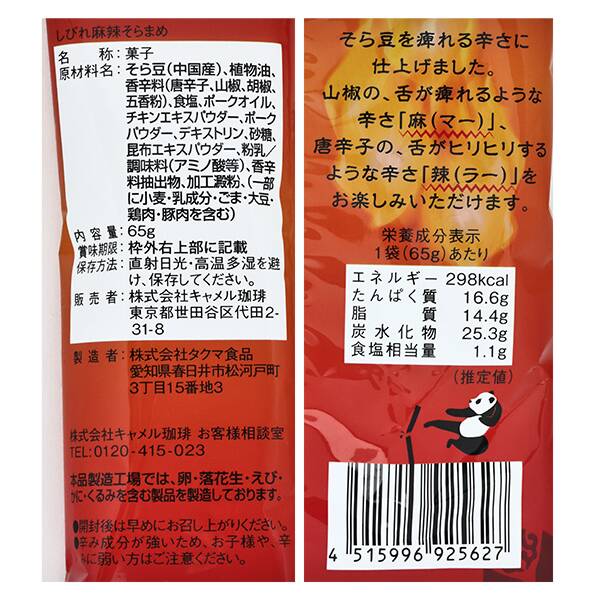 しびれ麻辣そらまめ
名称：菓子
原材料名：そら豆(中国産)、植物油、
香辛料(唐辛子、山椒、胡椒、
五香粉)、食塩、ポークオイル、
チキンエキスパウダー、ポーク
パウダー、デキストリン、砂糖、
昆布エキスパウダー、粉乳／
調味料(アミノ酸等)、香辛
料抽出物、加工澱粉、(一部
に小麦・乳成分・ごま・大豆・
鶏肉・豚肉を含む)
内容量：65g
賞味期限：枠外右上部に記載
保存方法：直射日光・高温多湿を避
け、保存してください。
販売者：株式会社キャメル珈琲
東京都世田谷区代田2-
31-8
製造者：株式会社タクマ食品
愛知県春日井市松河戸町
3丁目15番地3
株式会社キャメル珈琲 お客様相談室
TEL:0120-415-023
本品製造工場では、卵・落花生・えび・
かに・くるみを含む製品を製造しております。
●開封後は早めにお召し上がりください。
●辛み成分が強いため、お子様や、辛
みに弱い方はご注意ください。
そら豆を痺れる辛さに
仕上げました。
山椒の、舌が痺れるような
辛さ「麻(マー)」、
唐辛子の、舌がヒリヒリする
ような辛さ「辣(ラー)」を
お楽しみいただけます。
栄養成分表示
1袋(65g)あたり
エネルギー 298kcal
たんぱく質 16.6g
脂質 14.4g
炭水化物 25.3g
食塩相当量 1.1g
(推定値)
4 515996 925627